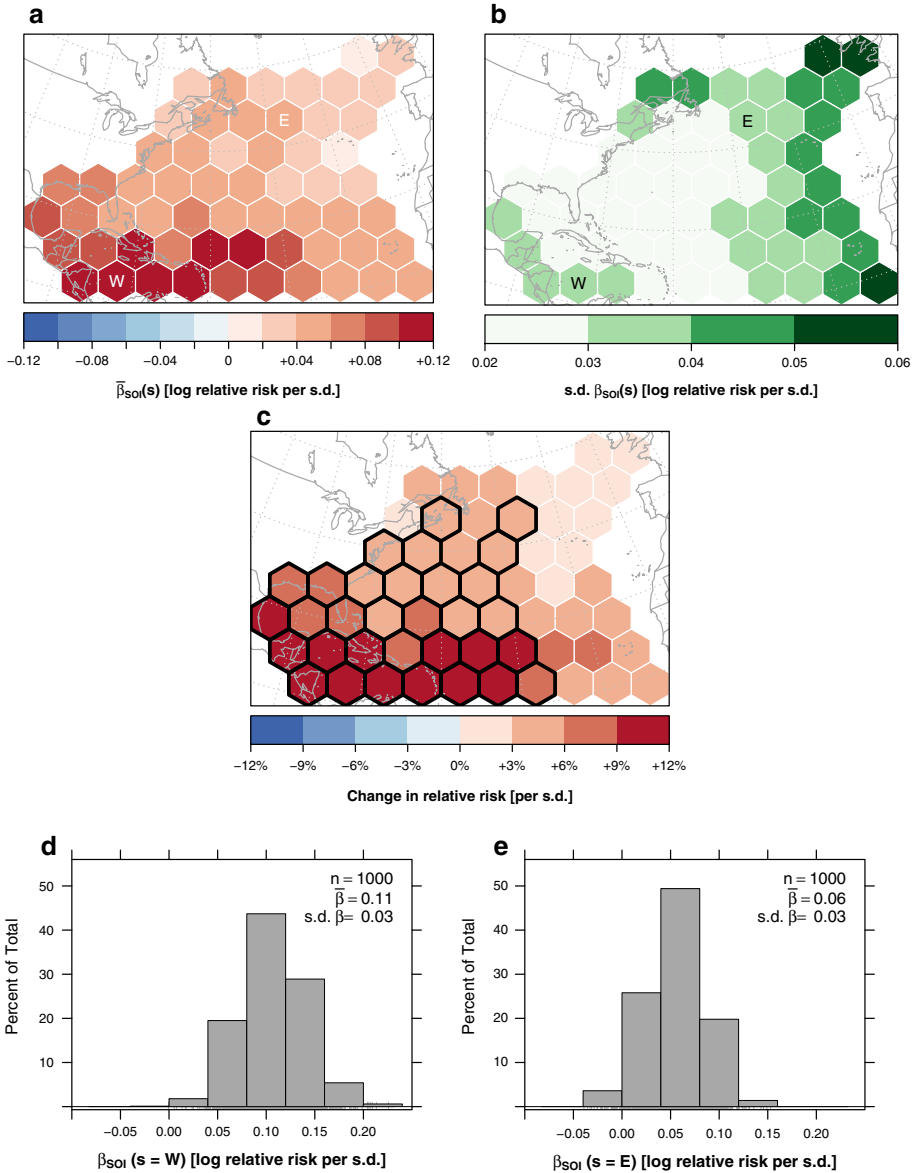 a
E
W
−0.12 −0.08 −0.04 0 +0.04 +0.08 +0.12
β̅SOI(s) [log relative risk per s.d.]
b
E
W
0.02 0.03 0.04 0.05 0.06
s.d. βSOI(s) [log relative risk per s.d.]
c
−12% −9% −6% −3% 0% +3% +6% +9% +12%
Change in relative risk [per s.d.]
d
n = 1000
β̅ = 0.11
s.d. β = 0.03
Percent of Total
50
40
30
20
10
−0.05 0.00 0.05 0.10 0.15 0.20
βSOI (s = W) [log relative risk per s.d.]
e
n = 1000
β̅ = 0.06
s.d. β = 0.03
Percent of Total
50
40
30
20
10
−0.05 0.00 0.05 0.10 0.15 0.20
βSOI (s = E) [log relative risk per s.d.]